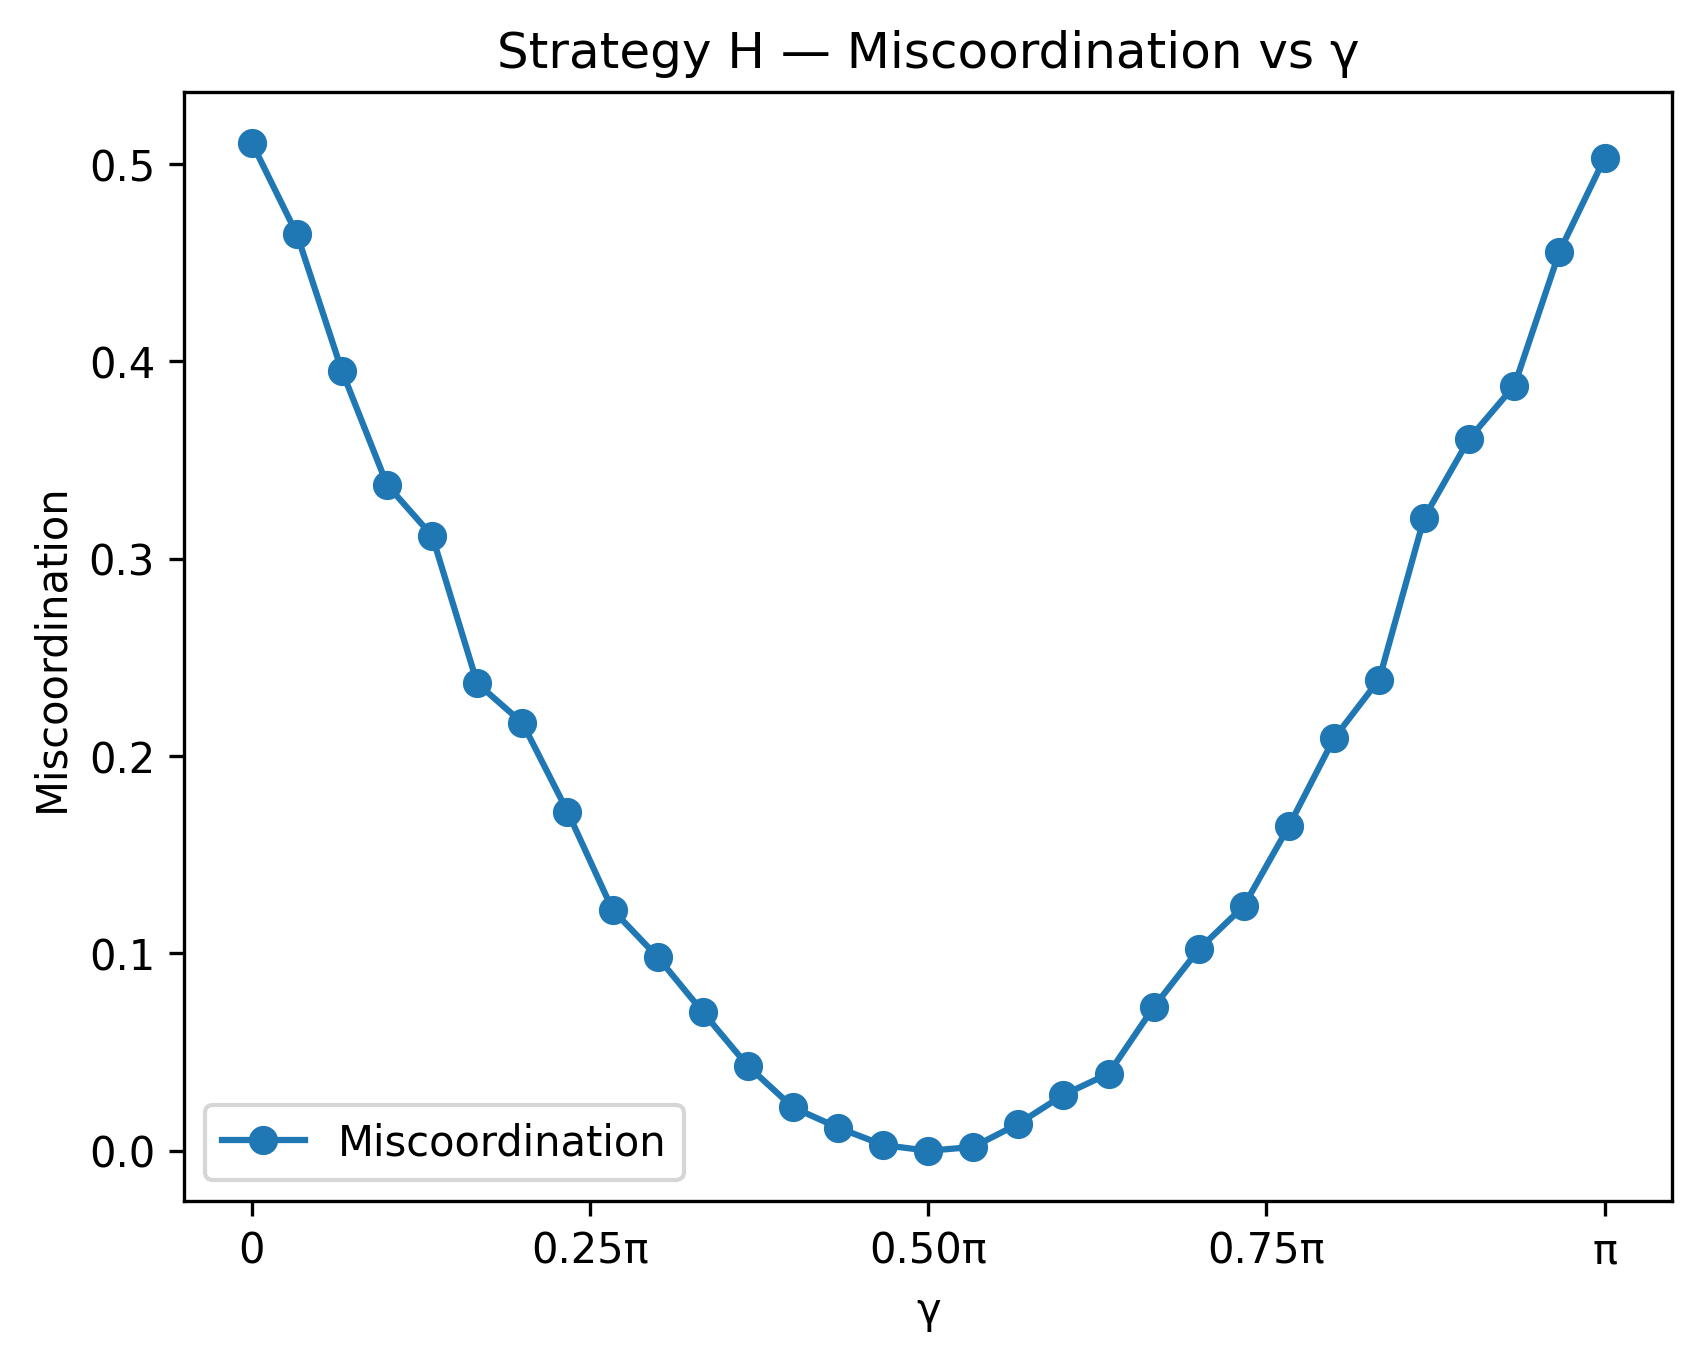 Strategy H — Miscoordination vs γ
Miscoordination
0.5
0.4
0.3
0.2
0.1
0.0
Miscoordination
0
0.25π
0.50π
0.75π
π
γ